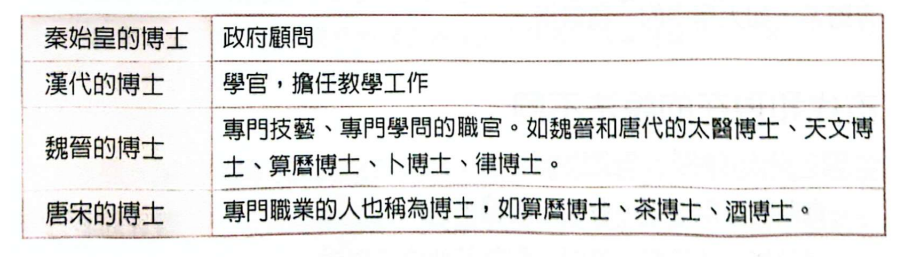 秦始皇的博士 政府顧問
漢代的博士 學官，擔任教學工作
魏晉的博士 專門技藝、專門學問的職官。如魏晉和唐代的太醫博士、天文博
士、算曆博士、卜博士、律博士。
唐宋的博士 專門職業的人也稱為博士，如算曆博士、茶博士、酒博士。